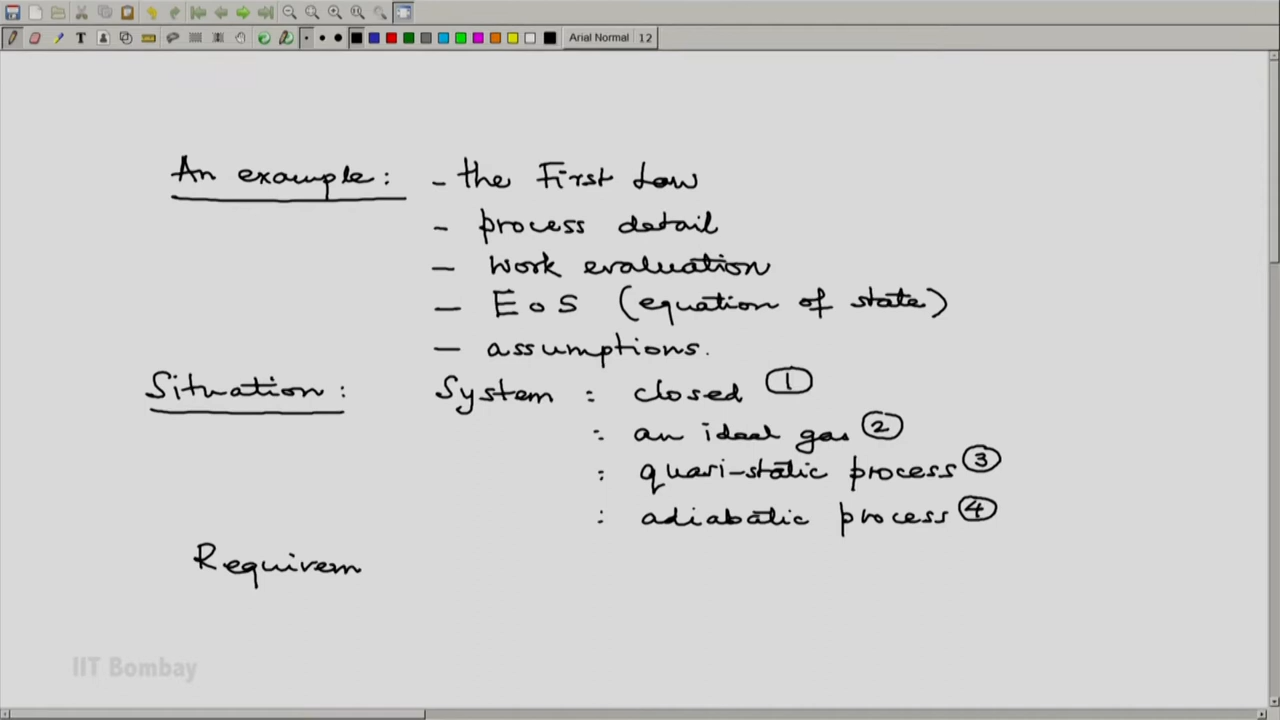 Arial Normal 12
An example: - the First Law
- process detail
- work evaluation
- EoS (equation of state)
- assumptions.
Situation: System : closed 1
: an ideal gas 2
: quasi-static process 3
: adiabatic process 4
Requirem
IIT Bombay